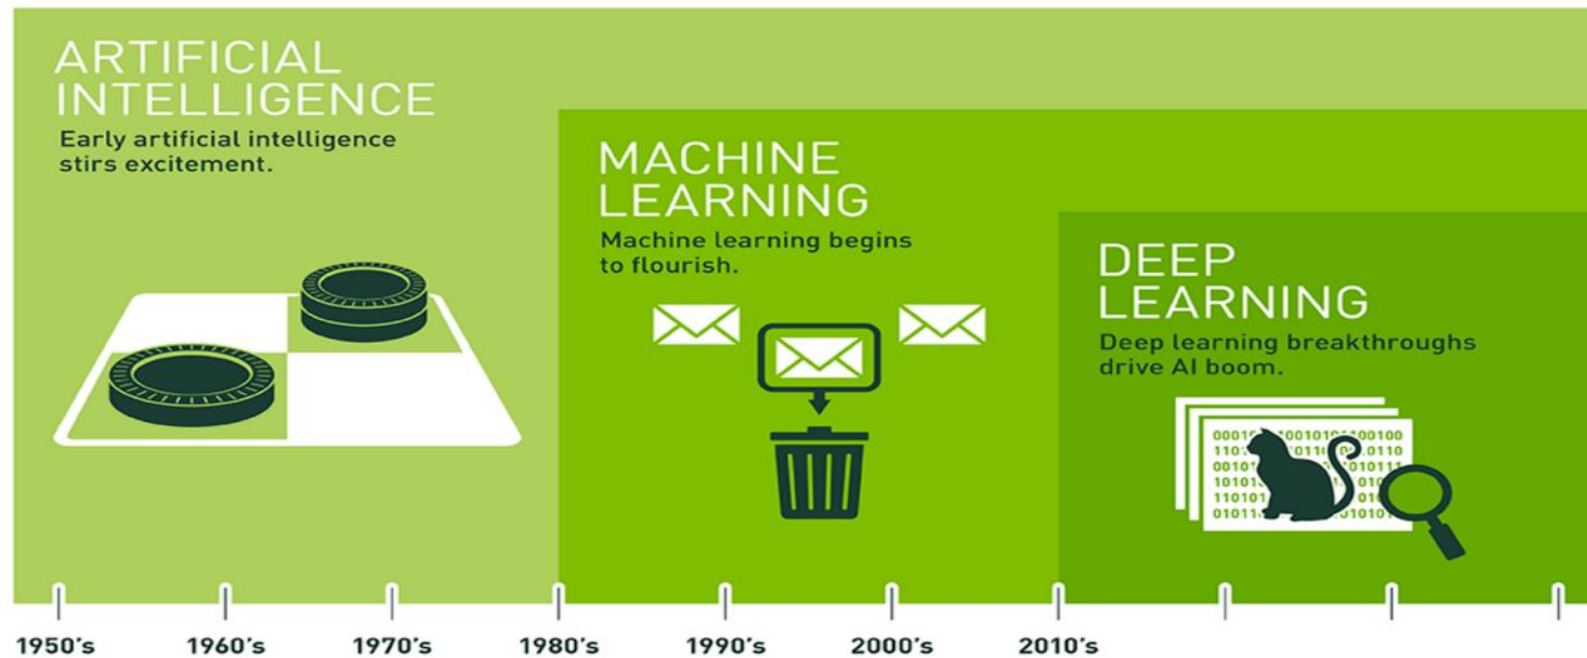 ARTIFICIAL
INTELLIGENCE
Early artificial intelligence
stirs excitement.
MACHINE
LEARNING
Machine learning begins
to flourish.
DEEP
LEARNING
Deep learning breakthroughs
drive AI boom.
1950's 1960's 1970's 1980's 1990's 2000's 2010's